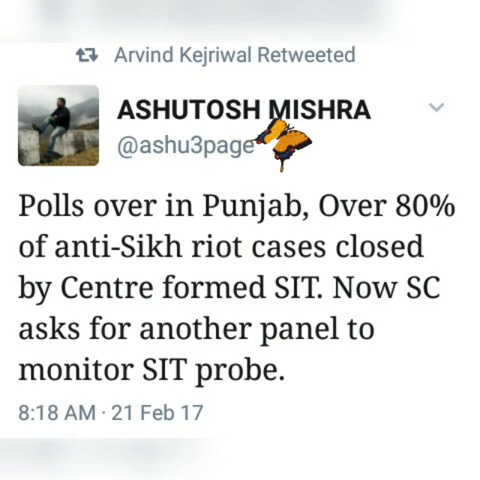 Arvind Kejriwal Retweeted
ASHUTOSH MISHRA
@ashu3page
Polls over in Punjab, Over 80%
of anti-Sikh riot cases closed
by Centre formed SIT. Now SC
asks for another panel to
monitor SIT probe.
8:18 AM · 21 Feb 17